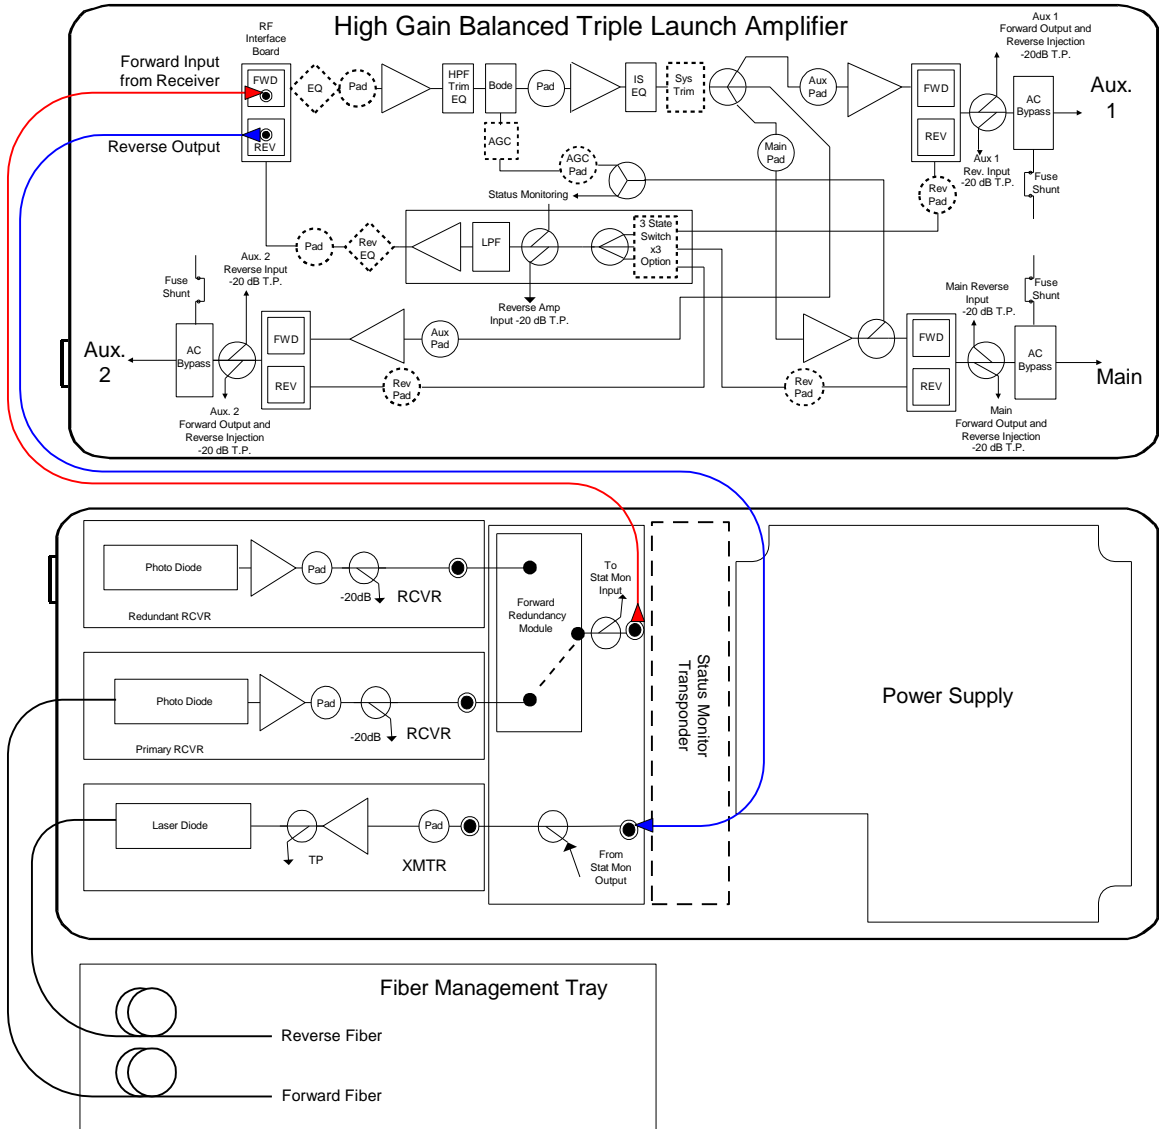 High Gain Balanced Triple Launch Amplifier
RF
Interface
Board
Forward Input
from Receiver
Reverse Output
FWD
REV
EQ
Pad
HPF
Trim
EQ
Bode
AGC
Pad
IS
EQ
Sys
Trim
Aux
Pad
Main
Pad
AGC
Pad
FWD
REV
Rev
Pad
Aux 1
Forward Output and
Reverse Injection
-20dB T.P.
AC
Bypass
Aux.
1
Aux 1
Rev. Input
-20 dB T.P.
Fuse
Shunt
Status Monitoring
Pad
Rev
EQ
LPF
3 State
Switch
x3
Option
Reverse Amp
Input -20 dB T.P.
Aux. 2
Reverse Input
-20 dB T.P.
Fuse
Shunt
Aux.
2
AC
Bypass
FWD
REV
Aux
Pad
Rev
Pad
Aux. 2
Forward Output and
Reverse Injection
-20 dB T.P.
Main Reverse
Input
-20 dB T.P.
Fuse
Shunt
Rev
Pad
FWD
REV
AC
Bypass
Main
Main
Forward Output and
Reverse Injection
-20 dB T.P.
Photo Diode
Pad
-20dB
RCVR
Redundant RCVR
Forward
Redundancy
Module
To
Stat Mon
Input
Photo Diode
Pad
-20dB
RCVR
Primary RCVR
Laser Diode
TP
Pad
XMTR
From
Stat Mon
Output
Status Monitor
Transponder
Power Supply
Fiber Management Tray
Reverse Fiber
Forward Fiber